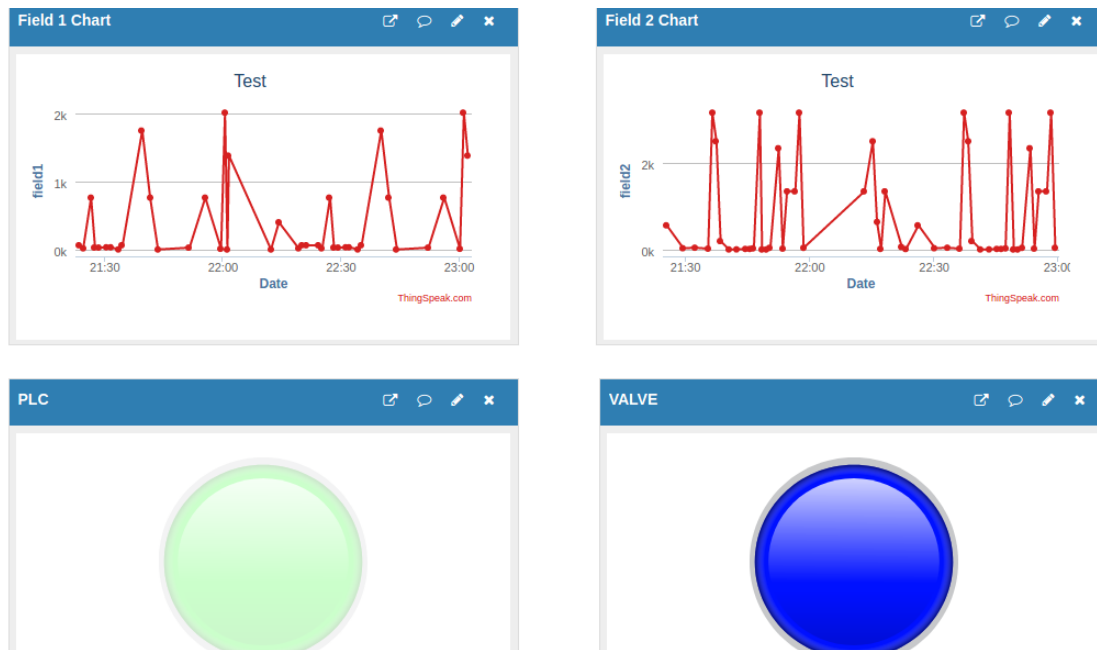 Field 1 Chart
Test
2k
1k
0k
field1
21:30 22:00 22:30 23:00
Date
ThingSpeak.com
Field 2 Chart
Test
2k
0k
field2
21:30 22:00 22:30 23:0
Date
ThingSpeak.com
PLC
VALVE